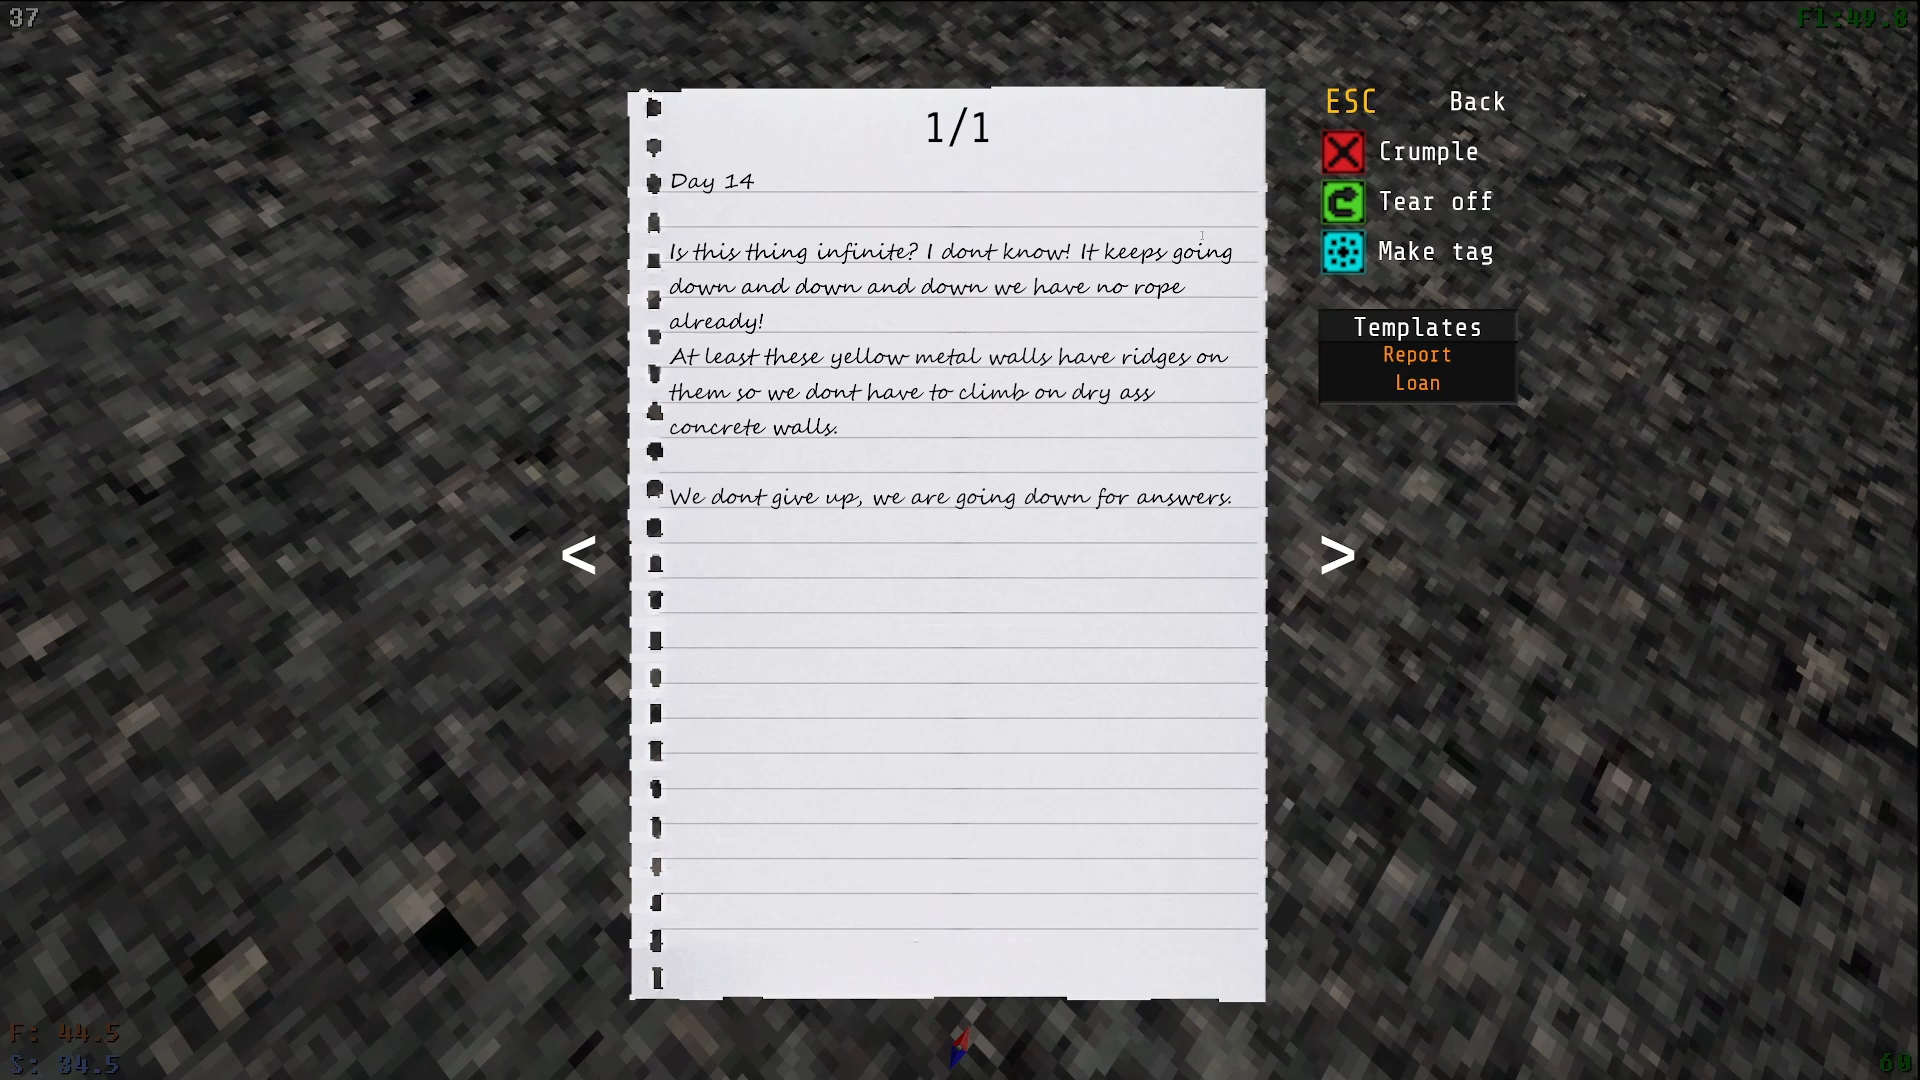 37
F1:49.8
1/1
ESC Back
Crumple
Tear off
Make tag
Templates
Report
Loan
Day 14
Is this thing infinite? I dont know! It keeps going
down and down and down we have no rope
already!
At least these yellow metal walls have ridges on
them so we dont have to climb on dry ass
concrete walls.
We dont give up, we are going down for answers.
<
>
F: 44.5
S: 34.5
60